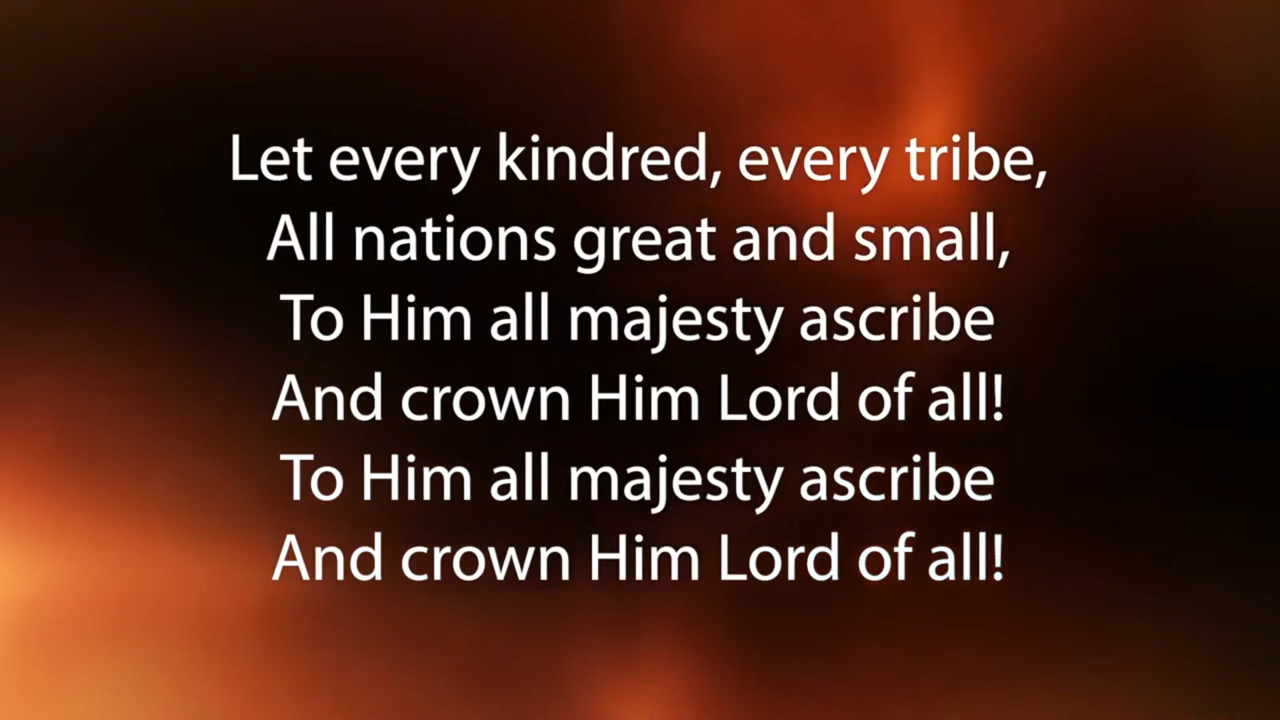 Let every kindred, every tribe,
All nations great and small,
To Him all majesty ascribe
And crown Him Lord of all!
To Him all majesty ascribe
And crown Him Lord of all!